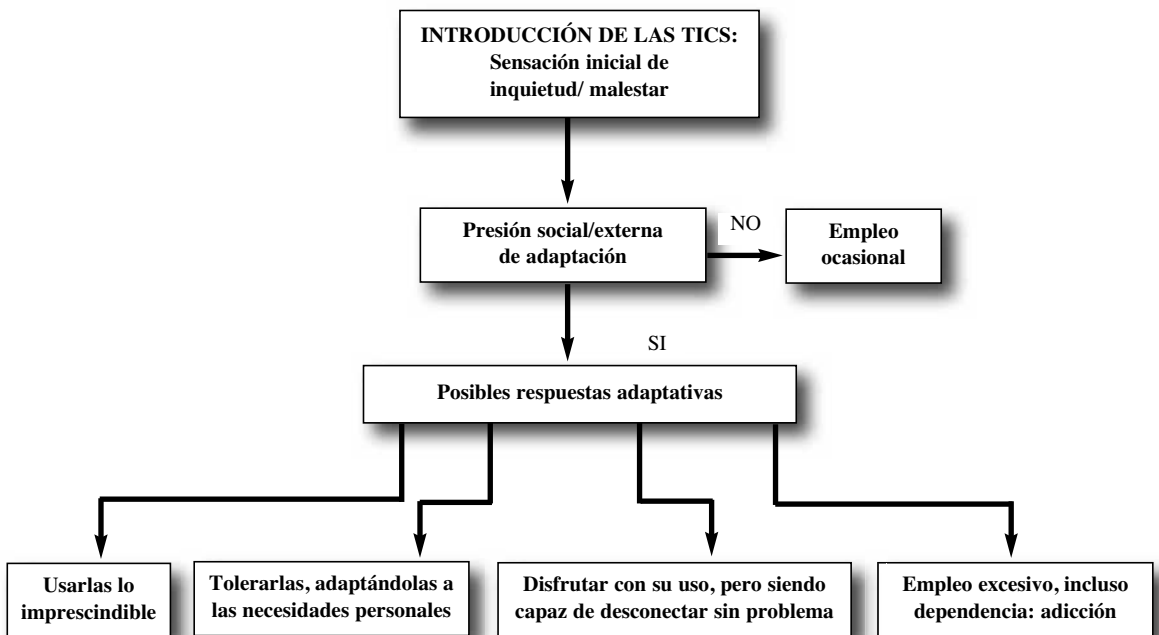 INTRODUCCIÓN DE LAS TICS:
Sensación inicial de
inquietud/ malestar
Presión social/externa
de adaptación
NO
Empleo
ocasional
SI
Posibles respuestas adaptativas
Usarlas lo
imprescindible
Tolerarlas, adaptándolas a
las necesidades personales
Disfrutar con su uso, pero siendo
capaz de desconectar sin problema
Empleo excesivo, incluso
dependencia: adicción